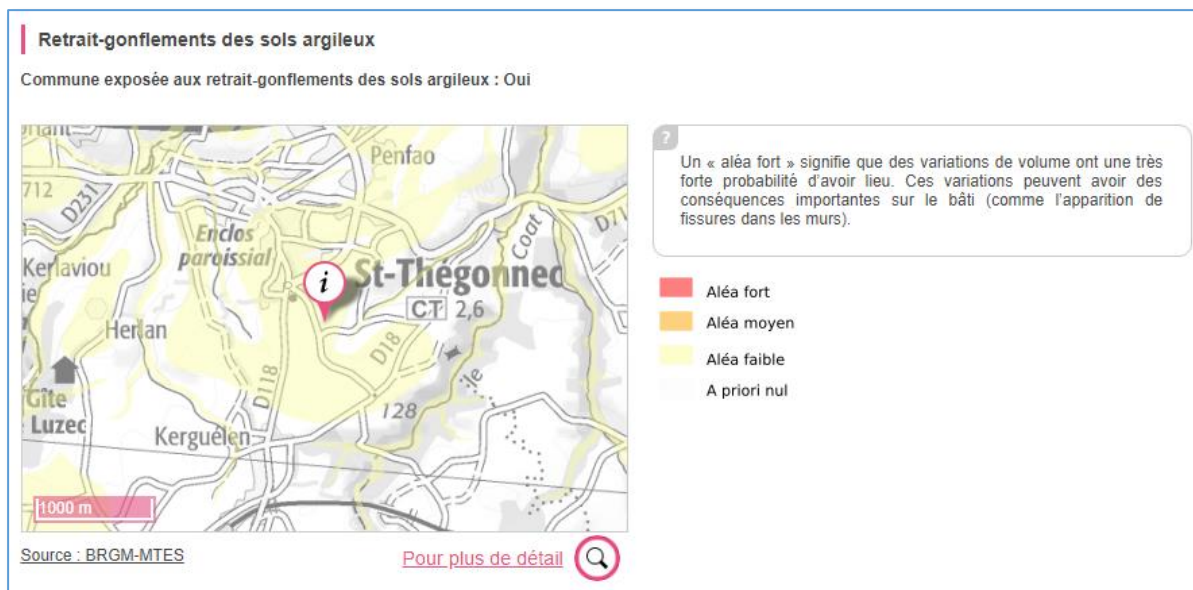 Retrait-gonflements des sols argileux
Commune exposée aux retrait-gonflements des sols argileux : Oui
Penfao
712
D231
Enclos
paroissial
Coat
D71
Kerlaviou
i
St-Thégonnec
CT 2,6
Herlan
D18
D118
Gîte
Luzec
128
Kerguélen
1000 m
Source : BRGM-MTES
Pour plus de détail
?
Un « aléa fort » signifie que des variations de volume ont une très
forte probabilité d'avoir lieu. Ces variations peuvent avoir des
conséquences importantes sur le bâti (comme l'apparition de
fissures dans les murs).
Aléa fort
Aléa moyen
Aléa faible
A priori nul